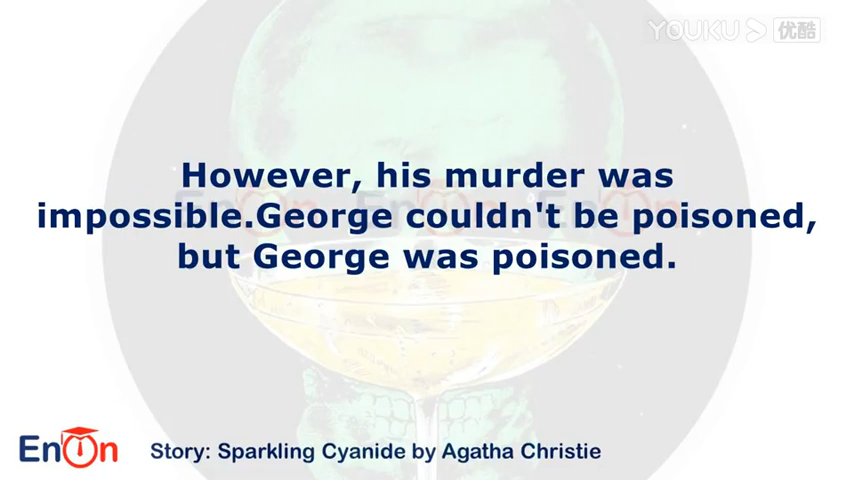 YOUKU 优酷
However, his murder was
impossible.George couldn't be poisoned,
but George was poisoned.
EnOn
Story: Sparkling Cyanide by Agatha Christie